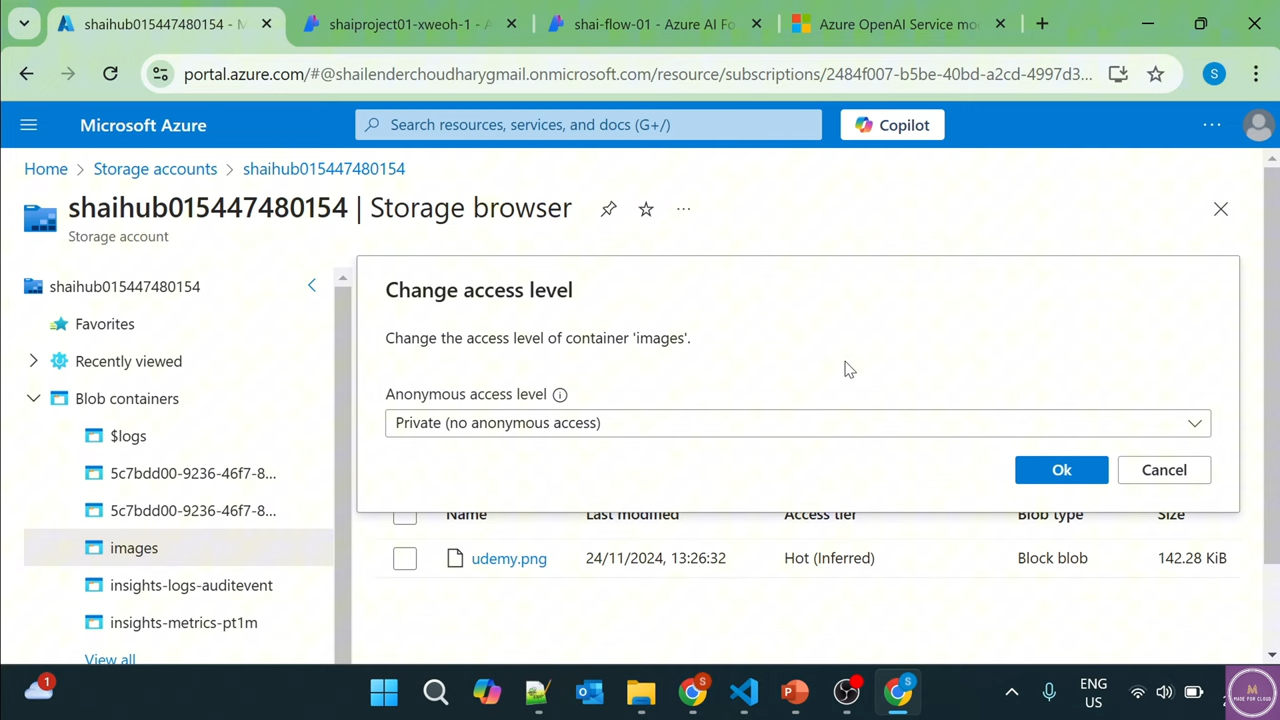 shaihub015447480154 - M
shaiproject01-xweoh-1 - A
shai-flow-01 - Azure AI Fo
Azure OpenAI Service mo
portal.azure.com/#@shailenderchoudharygmail.onmicrosoft.com/resource/subscriptions/2484f007-b5be-40bd-a2cd-4997d3...
S
Microsoft Azure
Search resources, services, and docs (G+/)
Copilot
Home > Storage accounts > shaihub015447480154
shaihub015447480154 | Storage browser
Storage account
shaihub015447480154
Favorites
Recently viewed
Blob containers
$logs
5c7bdd00-9236-46f7-8...
5c7bdd00-9236-46f7-8...
images
insights-logs-auditevent
insights-metrics-pt1m
View all
Change access level
Change the access level of container 'images'.
Anonymous access level
Private (no anonymous access)
Ok
Cancel
Name Last modified Access tier Blob type Size
udemy.png 24/11/2024, 13:26:32 Hot (Inferred) Block blob 142.28 KiB
1
S
S
ENG
US
M
MADE FOR CLOUD